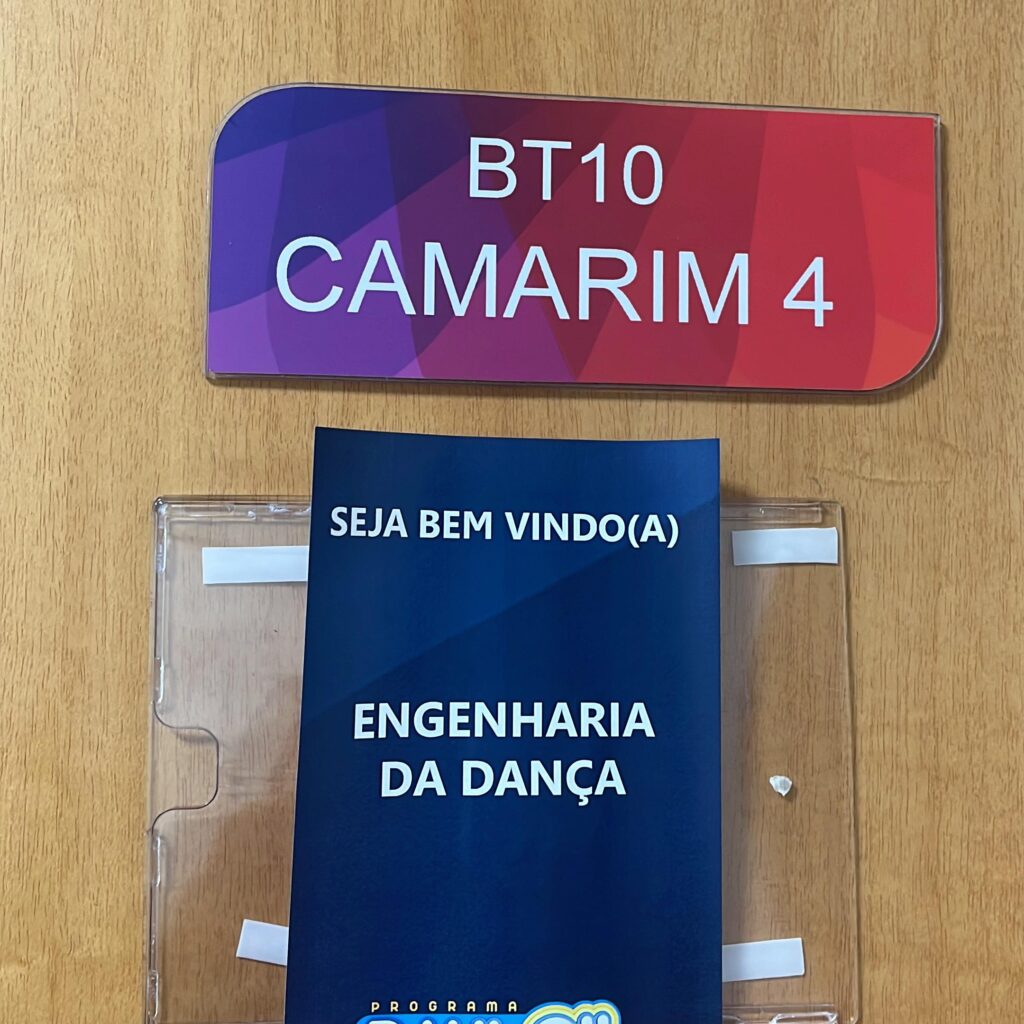 BT10
CAMARIM 4
SEJA BEM VINDO(A)
ENGENHARIA
DA DANÇA
PROGRAMA